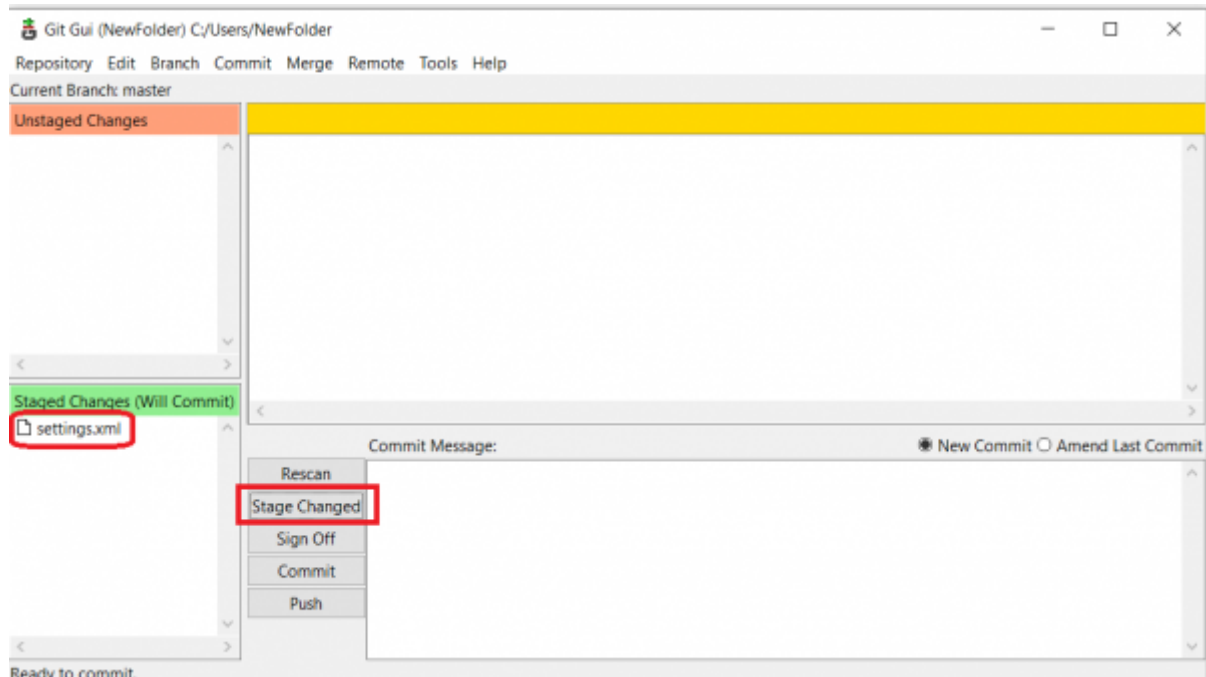 Git Gui (NewFolder) C:/Users/NewFolder
Repository Edit Branch Commit Merge Remote Tools Help
Current Branch: master
Unstaged Changes
Staged Changes (Will Commit)
settings.xml
Commit Message:
New Commit Amend Last Commit
Rescan
Stage Changed
Sign Off
Commit
Push
Ready to commit.